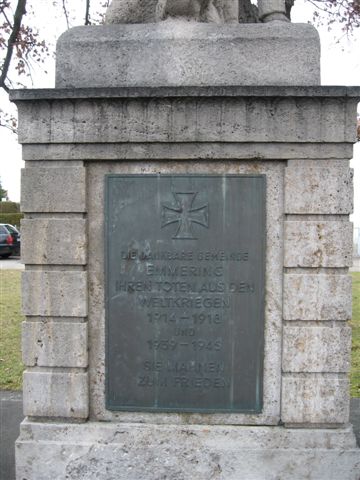 DIE DANKBARE GEMEINDE
EMMERING
IHREN TOTEN AUS DEN
WELTKRIEGEN
1914 - 1918
UND
1939 - 1945
SIE MAHNEN
ZUM FRIEDEN